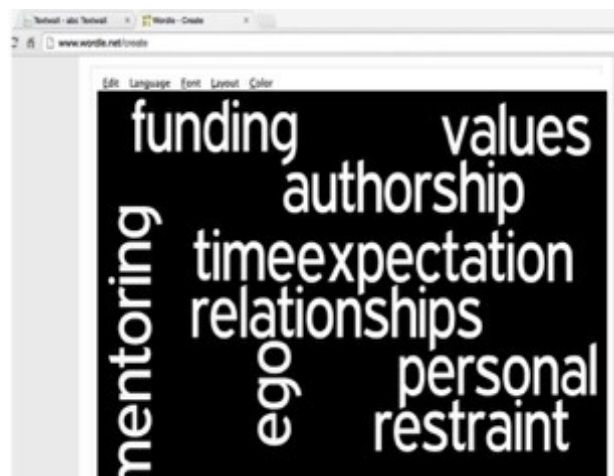 Textwall - abc Textwall
Wordle - Create
www.wordle.net/create
Edit Language Font Layout Color
funding
values
authorship
mentoring
timeexpectation
relationships
ego
personal
restraint